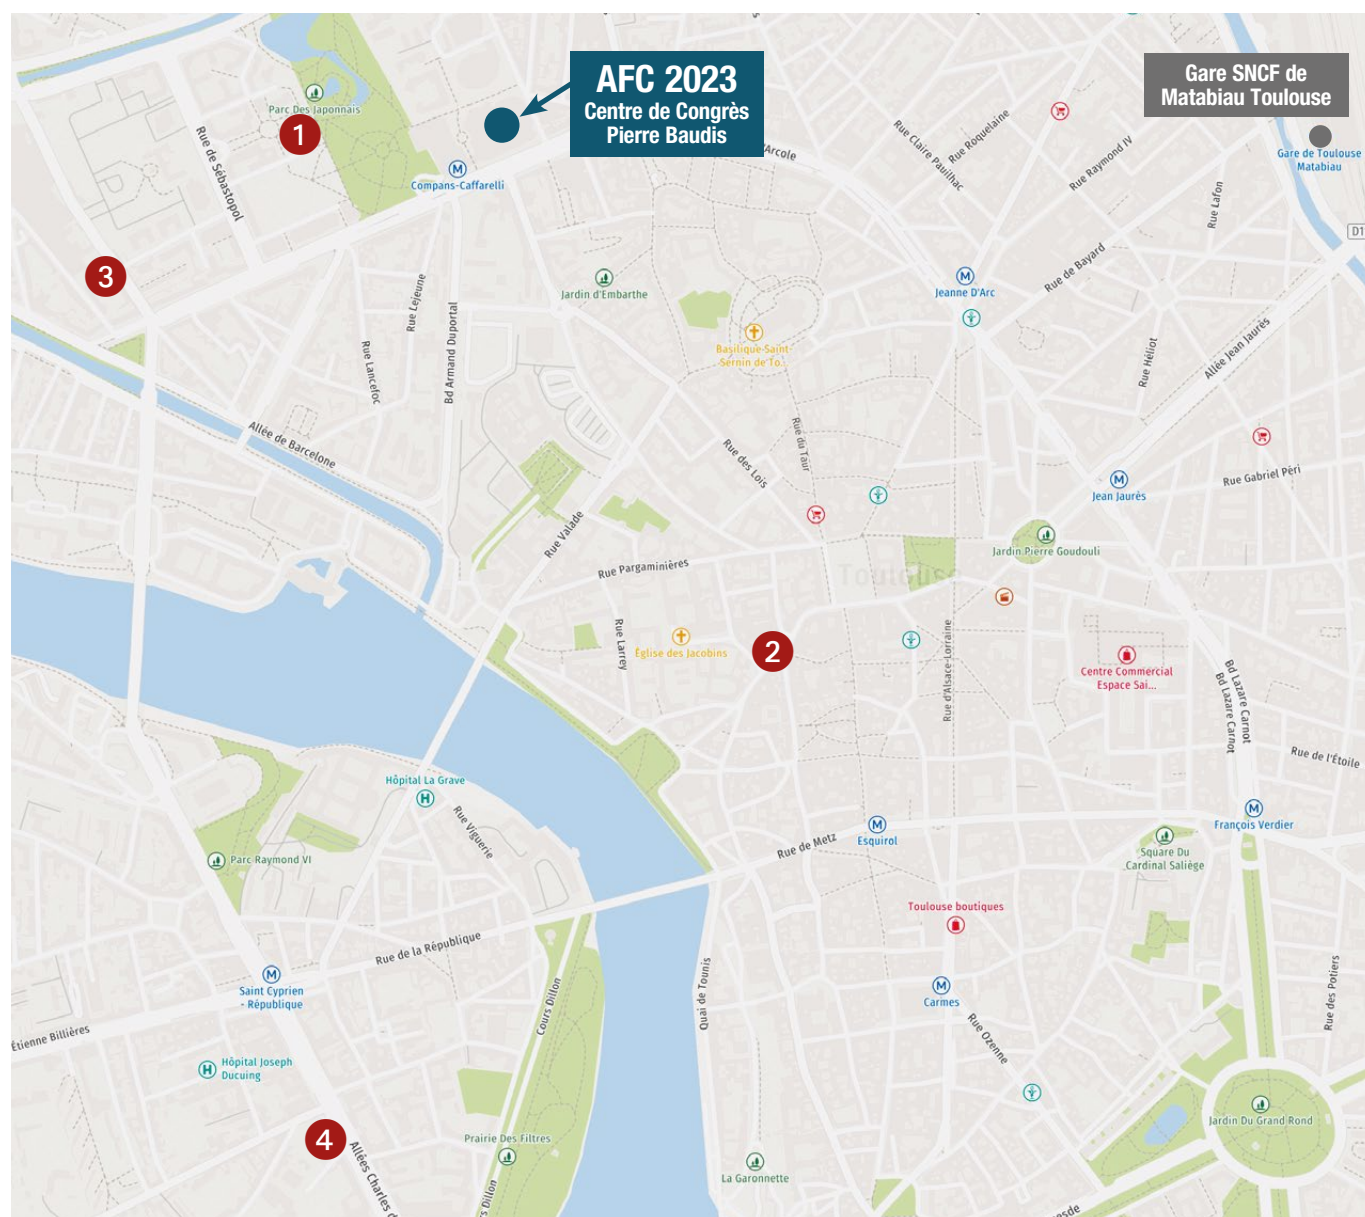 AFC 2023
Centre de Congrès
Pierre Baudis
Gare SNCF de
Matabiau Toulouse
Gare de Toulouse
Matabiau
Parc Des Japonnais
1
Rue de Sébastopol
M
Compans-Caffarelli
d'Arcole
Rue Claire Pauilhac
Rue Roquelaine
Rue Raymond IV
Rue Lafon
D1
3
Jardin d'Embarthe
M
Jeanne D'Arc
Rue de Bayard
Rue Lejeune
Rue Lancefoc
Bd Armand Duportal
Basilique-Saint-
Sernin de To...
Rue Héliot
Allée Jean Jaurès
Allée de Barcelone
Rue des Lois
Rue du Taur
M
Jean Jaurès
Rue Gabriel Péri
Rue Valade
Rue Pargaminières
Toulouse
Jardin Pierre Goudouli
Rue Larrey
Église des Jacobins
2
Rue d'Alsace-Lorraine
Centre Commercial
Espace Sai...
Bd Lazare Carnot
Bd Lazare Carnot
Rue de l'Étoile
Hôpital La Grave
H
Rue Viguerie
Parc Raymond VI
Rue de Metz
M
Esquirol
M
François Verdier
Square Du
Cardinal Saliège
Toulouse boutiques
Rue de la République
M
Saint Cyprien
- République
Étienne Billières
Cours Dillon
Quai de Tounis
M
Carmes
Rue Ozenne
Rue des Potiers
H
Hôpital Joseph
Ducuing
4
Allées Charles d
Prairie Des Filtres
rs Dillon
La Garonnette
Jardin Du Grand Rond
esde